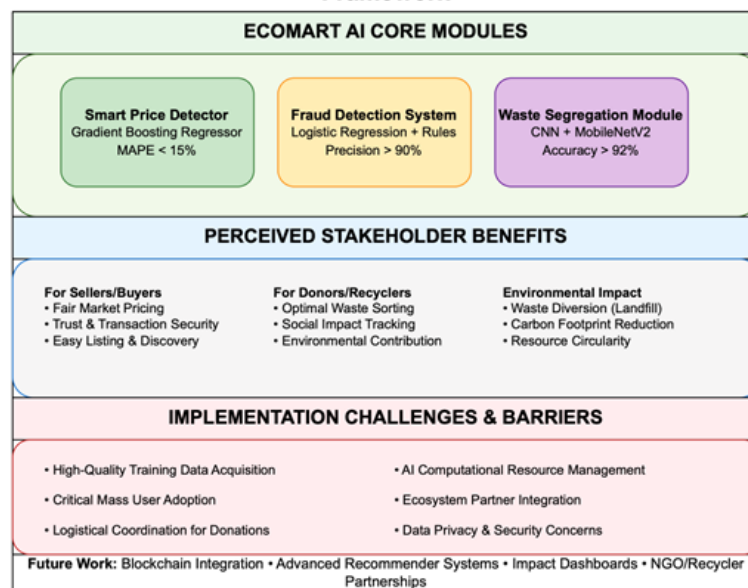 ECOMART AI CORE MODULES
Smart Price Detector
Gradient Boosting Regressor
MAPE < 15%
Fraud Detection System
Logistic Regression + Rules
Precision > 90%
Waste Segregation Module
CNN + MobileNetV2
Accuracy > 92%
PERCEIVED STAKEHOLDER BENEFITS
For Sellers/Buyers
• Fair Market Pricing
• Trust & Transaction Security
• Easy Listing & Discovery
For Donors/Recyclers
• Optimal Waste Sorting
• Social Impact Tracking
• Environmental Contribution
Environmental Impact
• Waste Diversion (Landfill)
• Carbon Footprint Reduction
• Resource Circularity
IMPLEMENTATION CHALLENGES & BARRIERS
• High-Quality Training Data Acquisition
• Critical Mass User Adoption
• Logistical Coordination for Donations
• AI Computational Resource Management
• Ecosystem Partner Integration
• Data Privacy & Security Concerns
Future Work: Blockchain Integration • Advanced Recommender Systems • Impact Dashboards • NGO/Recycler
Partnerships